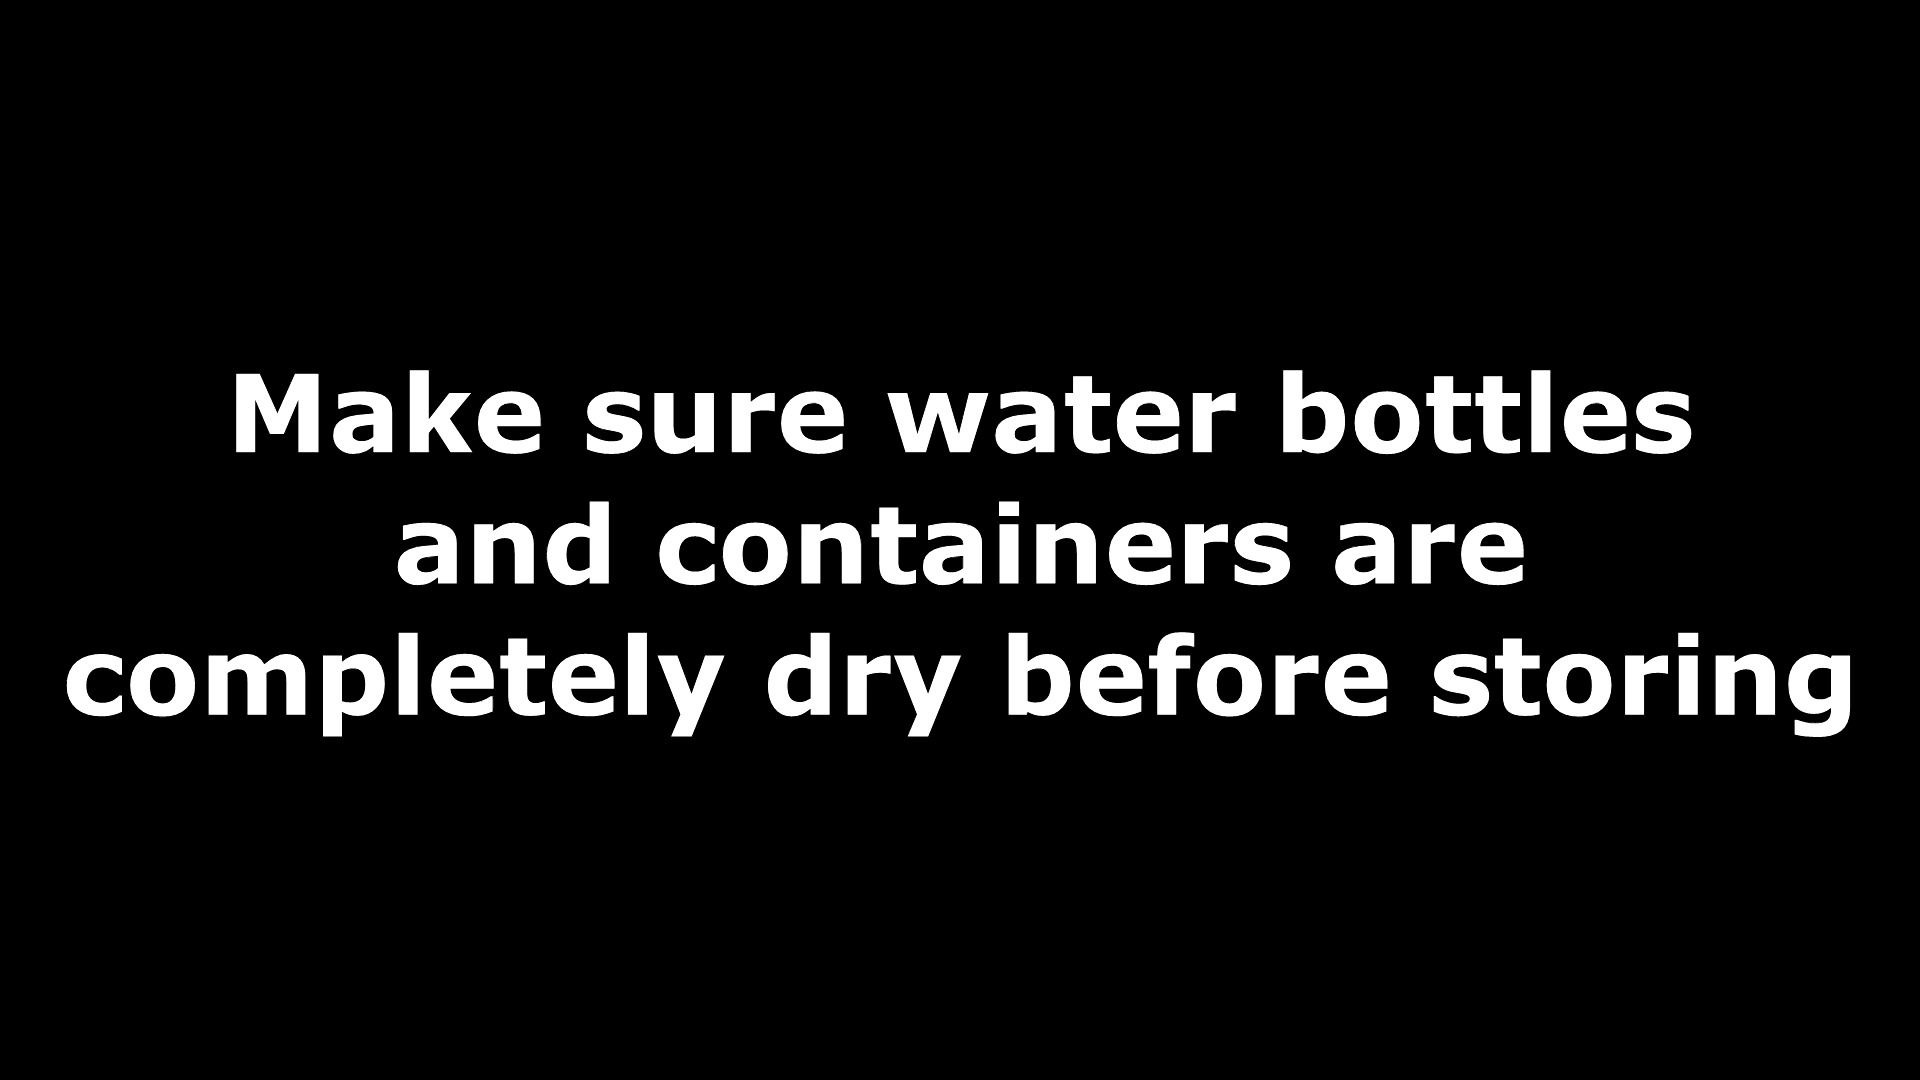 Make sure water bottles
and containers are
completely dry before storing